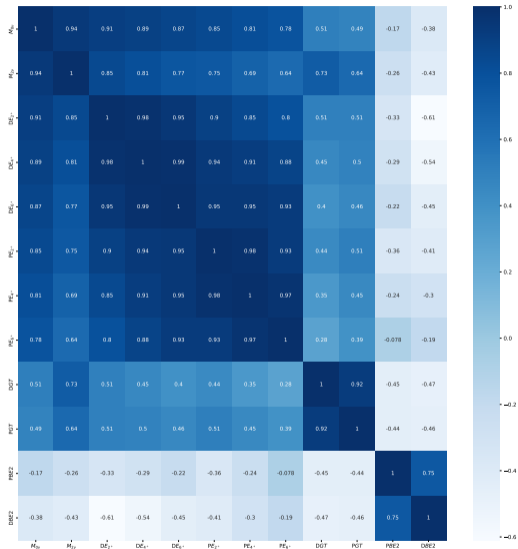 M₀ᵥ 1 0.94 0.91 0.89 0.87 0.85 0.81 0.78 0.51 0.49 -0.17 -0.38
0.94 1 0.85 0.81 0.77 0.75 0.69 0.64 0.73 0.64 -0.26 -0.43
DE₂⁺ 0.91 0.85 1 0.98 0.95 0.9 0.85 0.8 0.51 0.51 -0.33 -0.61
DE₄⁺ 0.89 0.81 0.98 1 0.99 0.94 0.91 0.88 0.45 0.5 -0.29 -0.54
DE₆⁺ 0.87 0.77 0.95 0.99 1 0.95 0.95 0.93 0.4 0.46 -0.22 -0.45
PE₂⁺ 0.85 0.75 0.9 0.94 0.95 1 0.98 0.93 0.44 0.51 -0.36 -0.41
PE₄⁺ 0.81 0.69 0.85 0.91 0.95 0.98 1 0.97 0.35 0.45 -0.24 -0.3
PE₆⁺ 0.78 0.64 0.8 0.88 0.93 0.93 0.97 1 0.28 0.39 -0.078 -0.19
DGT 0.51 0.73 0.51 0.45 0.4 0.44 0.35 0.28 1 0.92 -0.45 -0.47
PGT 0.49 0.64 0.51 0.5 0.46 0.51 0.45 0.39 0.92 1 -0.44 -0.46
PBE2 -0.17 -0.26 -0.33 -0.29 -0.22 -0.36 -0.24 -0.078 -0.45 -0.44 1 0.75
DBE2 -0.38 -0.43 -0.61 -0.54 -0.45 -0.41 -0.3 -0.19 -0.47 -0.46 0.75 1
M₀ᵥ DE₂⁺ DE₄⁺ DE₆⁺ PE₂⁺ PE₄⁺ PE₆⁺ DGT PGT PBE2 DBE2
1.0
0.8
0.6
0.4
0.2
0.0
−0.2
−0.4
−0.6